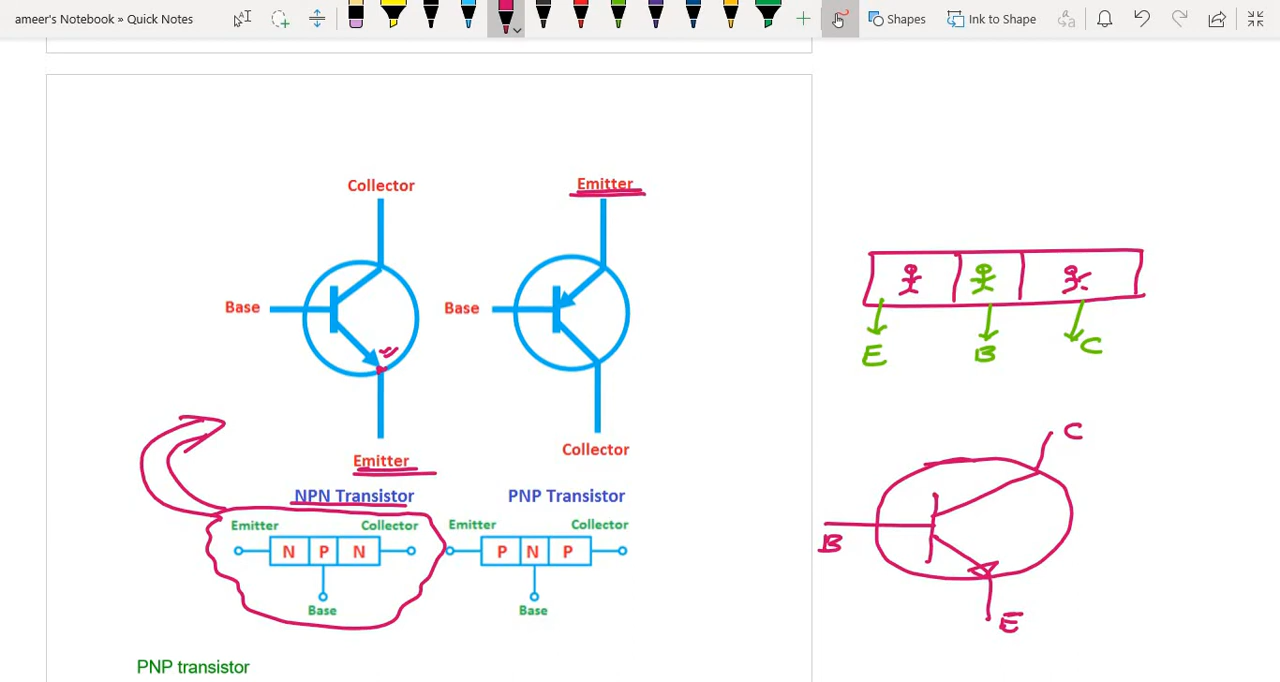 ameer's Notebook » Quick Notes
Shapes
Ink to Shape
Collector
Emitter
Base
Base
Emitter
Collector
NPN Transistor
PNP Transistor
Emitter
Collector
Emitter
Collector
N P N
P N P
Base
Base
PNP transistor
E
B
C
C
B
E